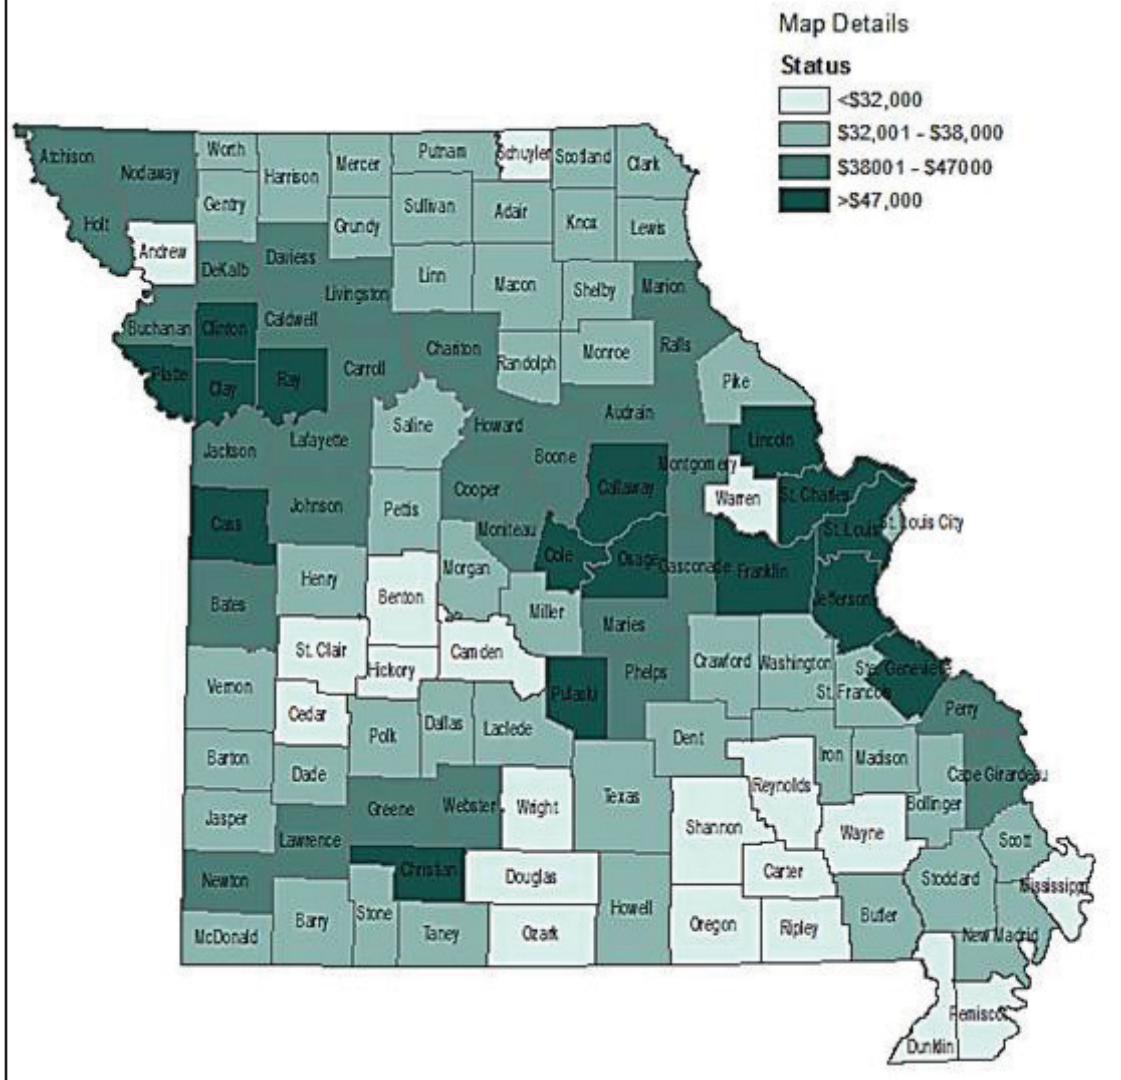 Map Details
Status
<$32,000
$32,001 - $38,000
$38001 - $47000
>$47,000
Atchison
Nodaway
Worth
Harrison
Mercer
Putnam
Schuyler
Scotland
Clark
Gentry
Holt
Andrew
Grundy
Sullivan
Adair
Knox
Lewis
DeKalb
Daviess
Livingston
Linn
Macon
Shelby
Marion
Buchanan
Clinton
Caldwell
Chariton
Randolph
Monroe
Ralls
Platte
Clay
Ray
Carroll
Pike
Saline
Howard
Audrain
Lincoln
Jackson
Lafayette
Boone
Montgomery
Callaway
Warren
St. Charles
St. Louis
St. Louis City
Cass
Johnson
Pettis
Cooper
Moniteau
Cole
Osage
Gasconade
Franklin
Jefferson
Henry
Morgan
Bates
Benton
Miller
Maries
St. Clair
Hickory
Camden
Phelps
Crawford
Washington
Ste. Genevieve
St. Francois
Vernon
Cedar
Pulaski
Perry
Polk
Dallas
Laclede
Dent
Iron
Madison
Barton
Dade
Cape Girardeau
Reynolds
Bollinger
Jasper
Greene
Webster
Wright
Texas
Shannon
Wayne
Lawrence
Scott
Newton
Christian
Douglas
Carter
Stoddard
Mississippi
McDonald
Barry
Stone
Taney
Ozark
Howell
Oregon
Ripley
Butler
New Madrid
Pemiscot
Dunklin